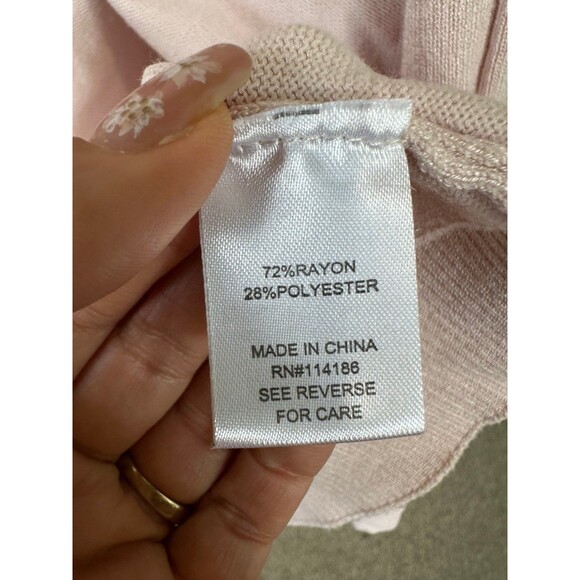 72%RAYON
28%POLYESTER
MADE IN CHINA
RN#114186
SEE REVERSE
FOR CARE